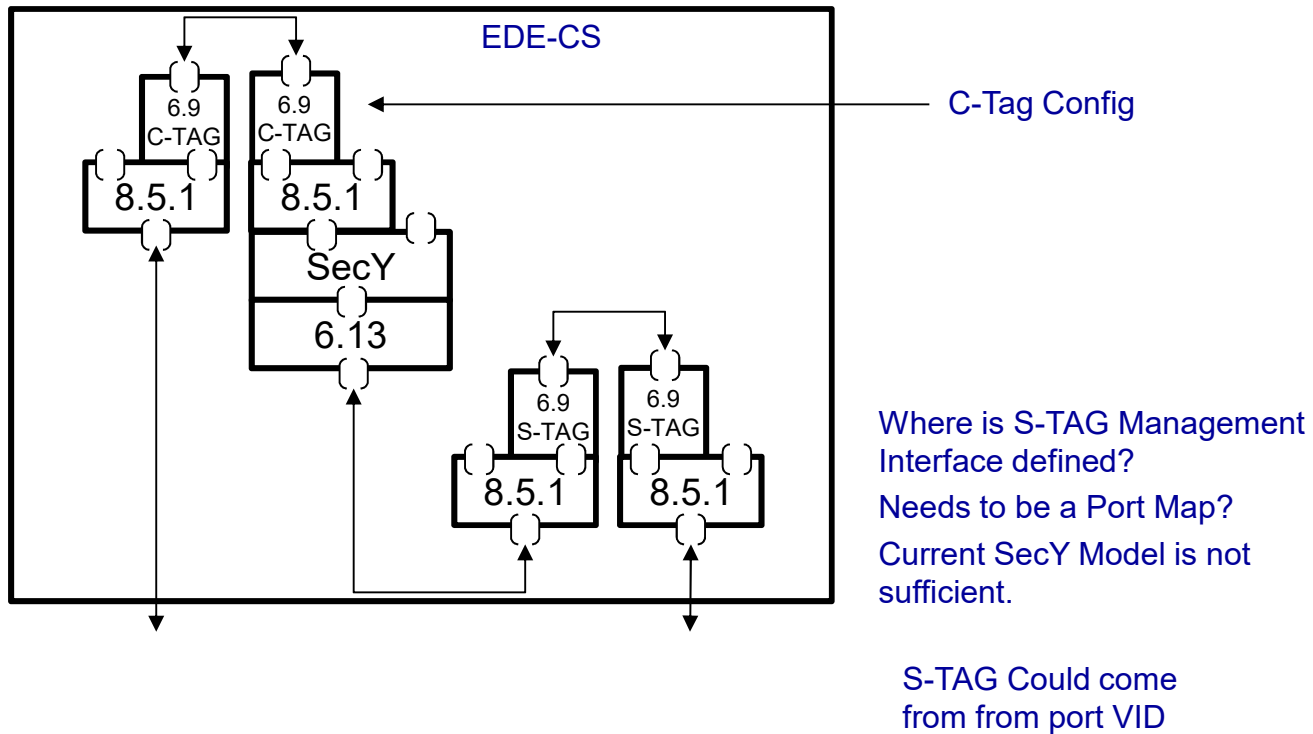 EDE-CS
6.9
C-TAG
6.9
C-TAG
C-Tag Config
8.5.1
8.5.1
SecY
6.13
6.9
S-TAG
6.9
S-TAG
8.5.1
8.5.1
Where is S-TAG Management
Interface defined?
Needs to be a Port Map?
Current SecY Model is not
sufficient.
S-TAG Could come
from from port VID